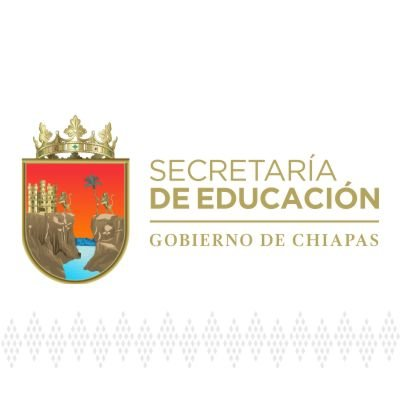 SECRETARÍA
DE EDUCACIÓN
GOBIERNO DE CHIAPAS